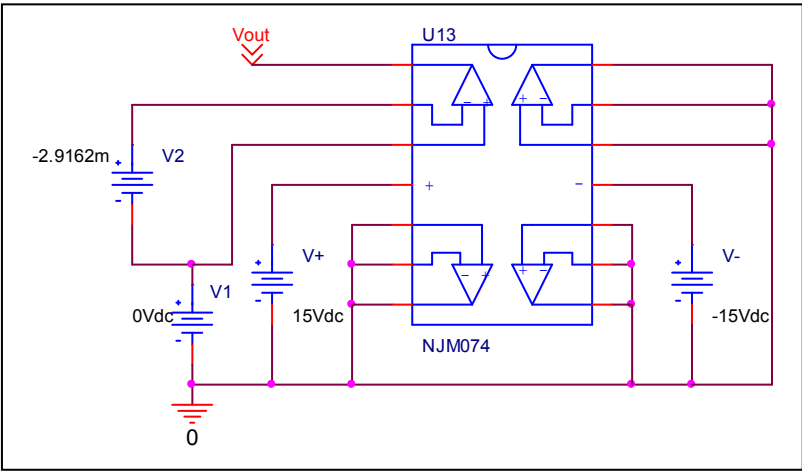 Vout
U13
-2.9162m
V2
V+
V-
V1
0Vdc
15Vdc
-15Vdc
NJM074
0